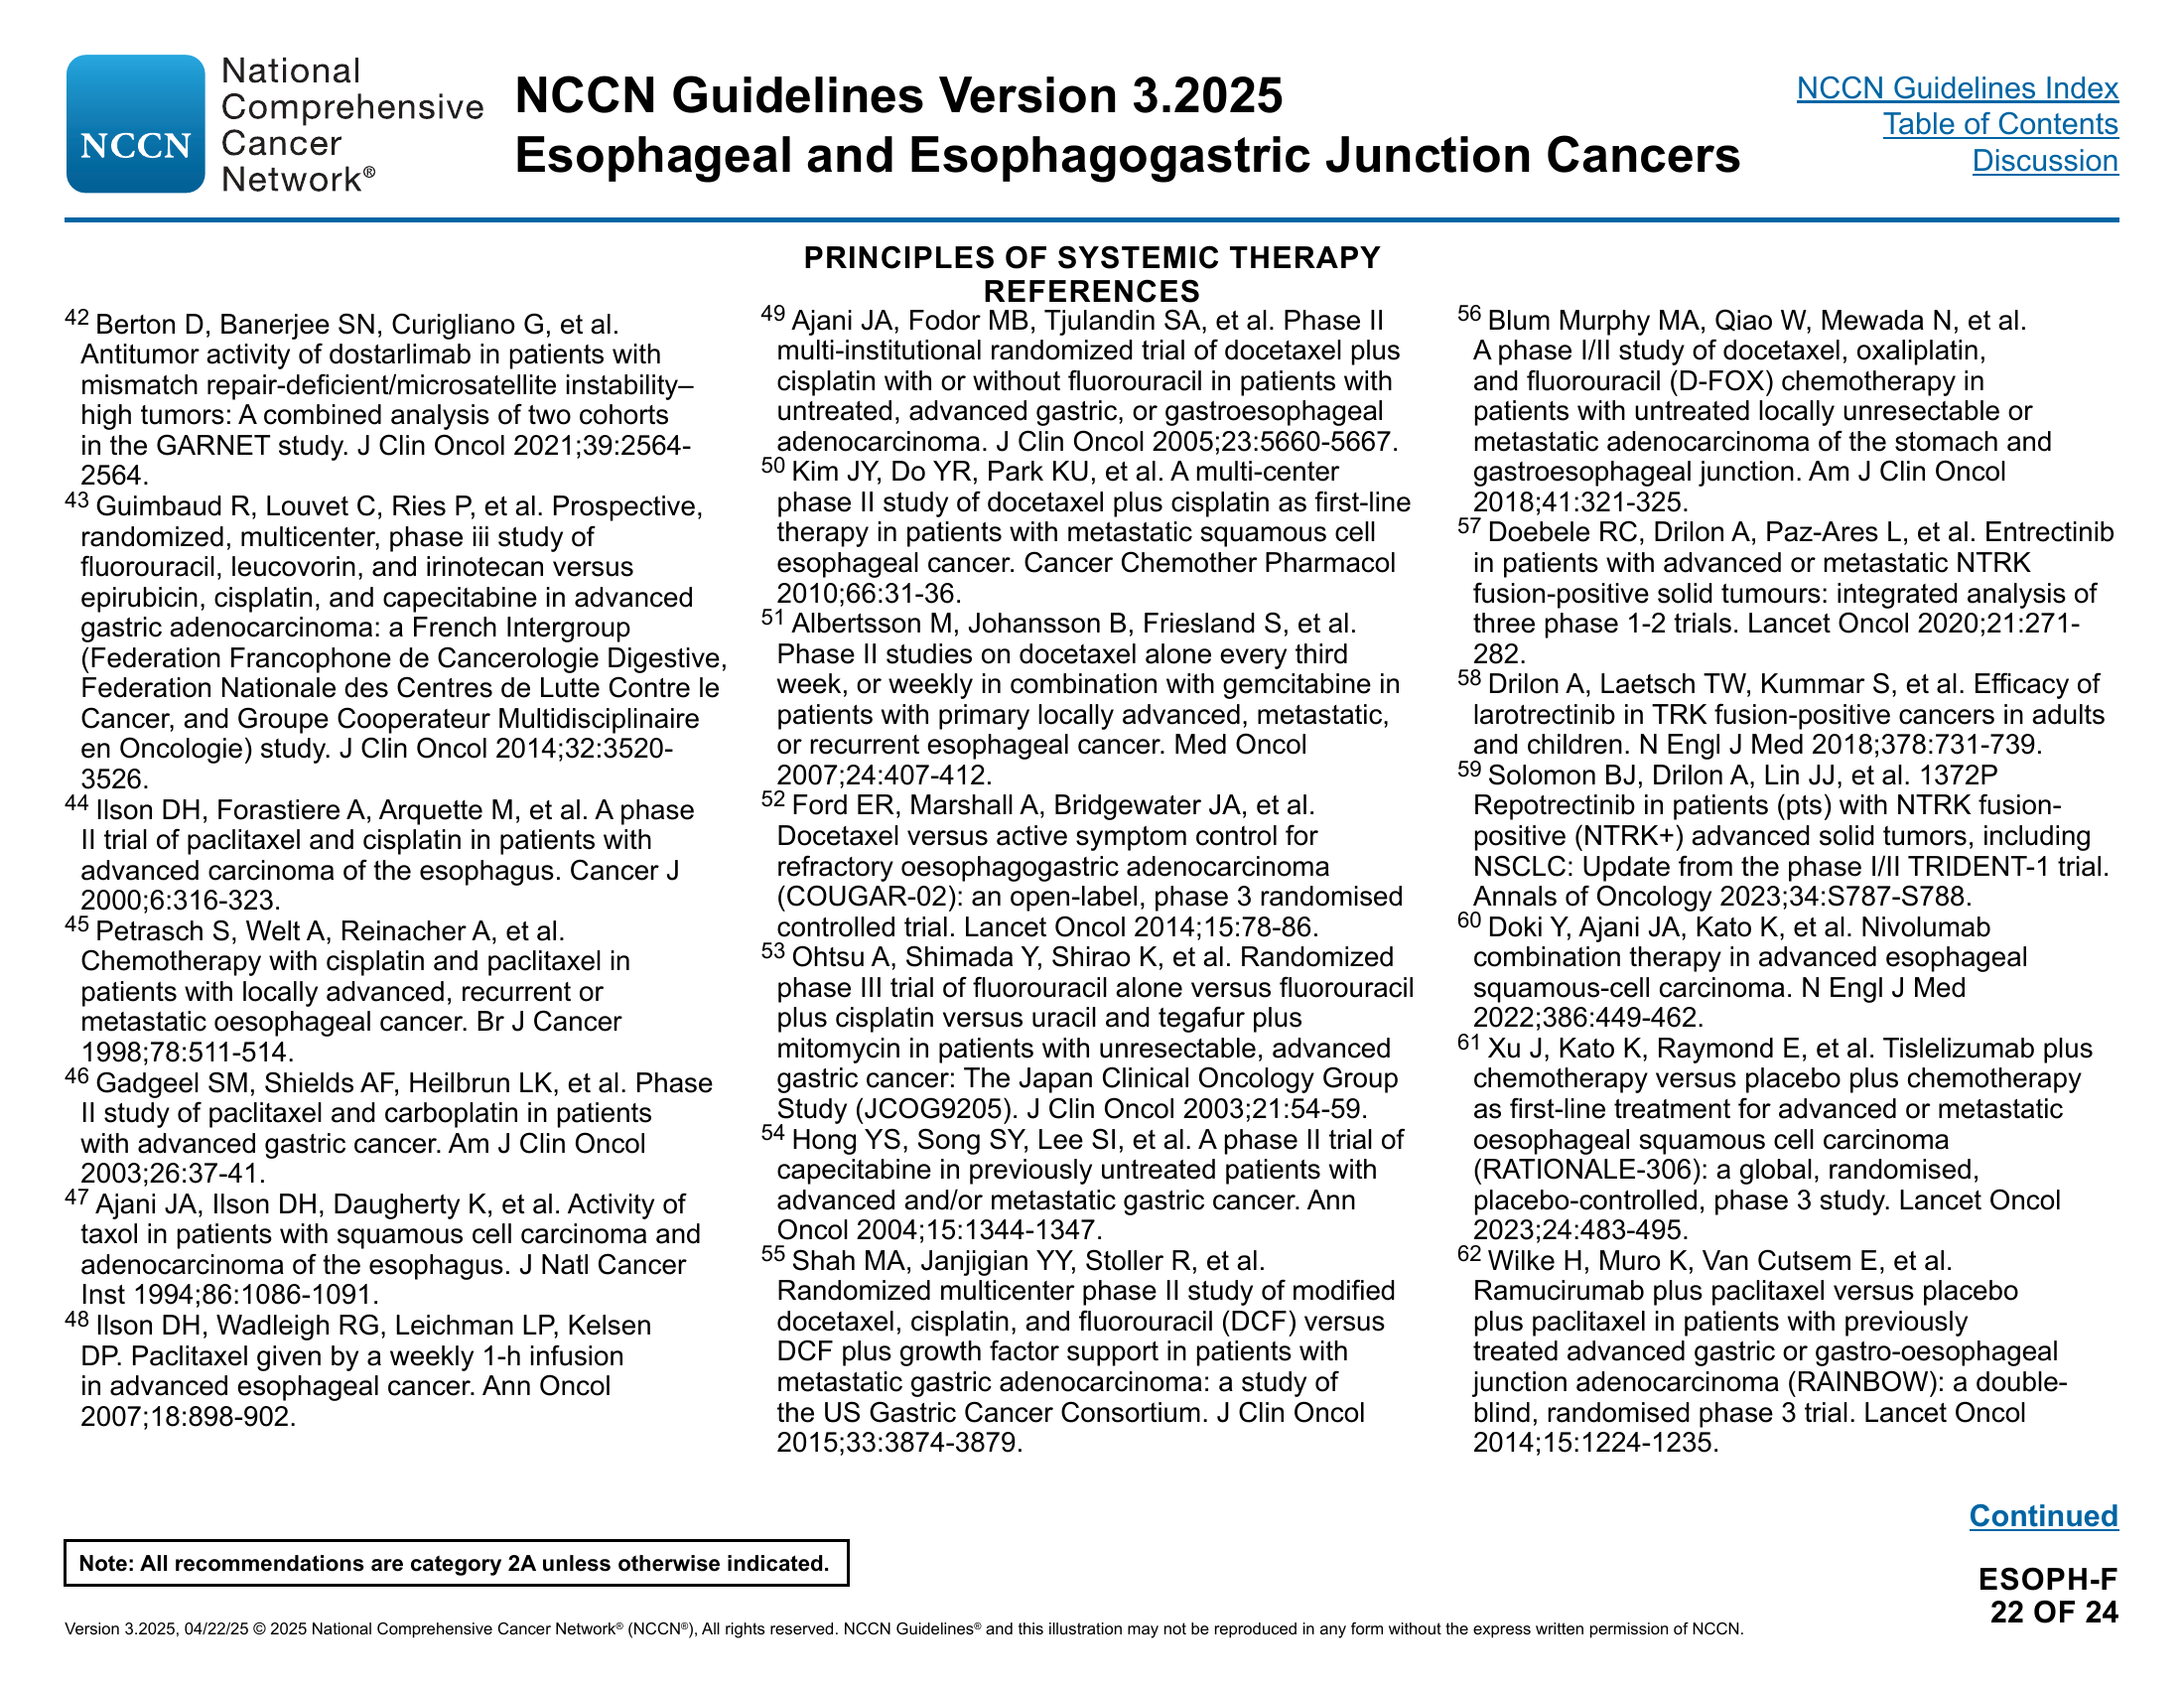 NCCN
National
Comprehensive
Cancer
Network®
NCCN Guidelines Version 3.2025
Esophageal and Esophagogastric Junction Cancers
NCCN Guidelines Index
Table of Contents
Discussion
PRINCIPLES OF SYSTEMIC THERAPY
REFERENCES
42 Berton D, Banerjee SN, Curigliano G, et al.
Antitumor activity of dostarlimab in patients with
mismatch repair-deficient/microsatellite instability–
high tumors: A combined analysis of two cohorts
in the GARNET study. J Clin Oncol 2021;39:2564-
2564.
43 Guimbaud R, Louvet C, Ries P, et al. Prospective,
randomized, multicenter, phase iii study of
fluorouracil, leucovorin, and irinotecan versus
epirubicin, cisplatin, and capecitabine in advanced
gastric adenocarcinoma: a French Intergroup
(Federation Francophone de Cancerologie Digestive,
Federation Nationale des Centres de Lutte Contre le
Cancer, and Groupe Cooperateur Multidisciplinaire
en Oncologie) study. J Clin Oncol 2014;32:3520-
3526.
44 Ilson DH, Forastiere A, Arquette M, et al. A phase
II trial of paclitaxel and cisplatin in patients with
advanced carcinoma of the esophagus. Cancer J
2000;6:316-323.
45 Petrasch S, Welt A, Reinacher A, et al.
Chemotherapy with cisplatin and paclitaxel in
patients with locally advanced, recurrent or
metastatic oesophageal cancer. Br J Cancer
1998;78:511-514.
46 Gadgeel SM, Shields AF, Heilbrun LK, et al. Phase
II study of paclitaxel and carboplatin in patients
with advanced gastric cancer. Am J Clin Oncol
2003;26:37-41.
47 Ajani JA, Ilson DH, Daugherty K, et al. Activity of
taxol in patients with squamous cell carcinoma and
adenocarcinoma of the esophagus. J Natl Cancer
Inst 1994;86:1086-1091.
48 Ilson DH, Wadleigh RG, Leichman LP, Kelsen
DP. Paclitaxel given by a weekly 1-h infusion
in advanced esophageal cancer. Ann Oncol
2007;18:898-902.
49 Ajani JA, Fodor MB, Tjulandin SA, et al. Phase II
multi-institutional randomized trial of docetaxel plus
cisplatin with or without fluorouracil in patients with
untreated, advanced gastric, or gastroesophageal
adenocarcinoma. J Clin Oncol 2005;23:5660-5667.
50 Kim JY, Do YR, Park KU, et al. A multi-center
phase II study of docetaxel plus cisplatin as first-line
therapy in patients with metastatic squamous cell
esophageal cancer. Cancer Chemother Pharmacol
2010;66:31-36.
51 Albertsson M, Johansson B, Friesland S, et al.
Phase II studies on docetaxel alone every third
week, or weekly in combination with gemcitabine in
patients with primary locally advanced, metastatic,
or recurrent esophageal cancer. Med Oncol
2007;24:407-412.
52 Ford ER, Marshall A, Bridgewater JA, et al.
Docetaxel versus active symptom control for
refractory oesophagogastric adenocarcinoma
(COUGAR-02): an open-label, phase 3 randomised
controlled trial. Lancet Oncol 2014;15:78-86.
53 Ohtsu A, Shimada Y, Shirao K, et al. Randomized
phase III trial of fluorouracil alone versus fluorouracil
plus cisplatin versus uracil and tegafur plus
mitomycin in patients with unresectable, advanced
gastric cancer: The Japan Clinical Oncology Group
Study (JCOG9205). J Clin Oncol 2003;21:54-59.
54 Hong YS, Song SY, Lee SI, et al. A phase II trial of
capecitabine in previously untreated patients with
advanced and/or metastatic gastric cancer. Ann
Oncol 2004;15:1344-1347.
55 Shah MA, Janjigian YY, Stoller R, et al.
Randomized multicenter phase II study of modified
docetaxel, cisplatin, and fluorouracil (DCF) versus
DCF plus growth factor support in patients with
metastatic gastric adenocarcinoma: a study of
the US Gastric Cancer Consortium. J Clin Oncol
2015;33:3874-3879.
56 Blum Murphy MA, Qiao W, Mewada N, et al.
A phase I/II study of docetaxel, oxaliplatin,
and fluorouracil (D-FOX) chemotherapy in
patients with untreated locally unresectable or
metastatic adenocarcinoma of the stomach and
gastroesophageal junction. Am J Clin Oncol
2018;41:321-325.
57 Doebele RC, Drilon A, Paz-Ares L, et al. Entrectinib
in patients with advanced or metastatic NTRK
fusion-positive solid tumours: integrated analysis of
three phase 1-2 trials. Lancet Oncol 2020;21:271-
282.
58 Drilon A, Laetsch TW, Kummar S, et al. Efficacy of
larotrectinib in TRK fusion-positive cancers in adults
and children. N Engl J Med 2018;378:731-739.
59 Solomon BJ, Drilon A, Lin JJ, et al. 1372P
Repotrectinib in patients (pts) with NTRK fusion-
positive (NTRK+) advanced solid tumors, including
NSCLC: Update from the phase I/II TRIDENT-1 trial.
Annals of Oncology 2023;34:S787-S788.
60 Doki Y, Ajani JA, Kato K, et al. Nivolumab
combination therapy in advanced esophageal
squamous-cell carcinoma. N Engl J Med
2022;386:449-462.
61 Xu J, Kato K, Raymond E, et al. Tislelizumab plus
chemotherapy versus placebo plus chemotherapy
as first-line treatment for advanced or metastatic
oesophageal squamous cell carcinoma
(RATIONALE-306): a global, randomised,
placebo-controlled, phase 3 study. Lancet Oncol
2023;24:483-495.
62 Wilke H, Muro K, Van Cutsem E, et al.
Ramucirumab plus paclitaxel versus placebo
plus paclitaxel in patients with previously
treated advanced gastric or gastro-oesophageal
junction adenocarcinoma (RAINBOW): a double-
blind, randomised phase 3 trial. Lancet Oncol
2014;15:1224-1235.
Continued
Note: All recommendations are category 2A unless otherwise indicated.
ESOPH-F
22 OF 24
Version 3.2025, 04/22/25 © 2025 National Comprehensive Cancer Network® (NCCN®), All rights reserved. NCCN Guidelines® and this illustration may not be reproduced in any form without the express written permission of NCCN.